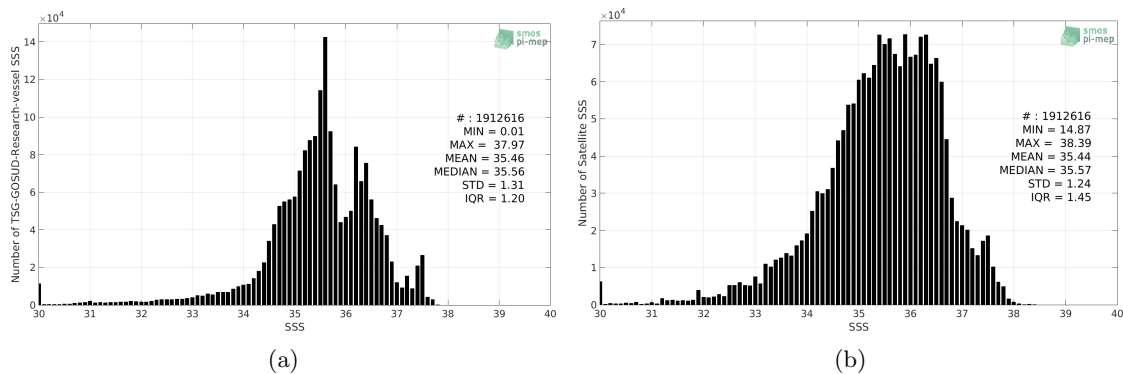 ×10⁴
14
12
10
8
6
4
2
0
30 31 32 33 34 35 36 37 38 39 40
SSS
Number of TSG-GOSUD-Research-vessel SSS
smos
pi-mep
# : 1912616
MIN = 0.01
MAX = 37.97
MEAN = 35.46
MEDIAN = 35.56
STD = 1.31
IQR = 1.20
(a)
×10⁴
7
6
5
4
3
2
1
0
30 31 32 33 34 35 36 37 38 39 40
SSS
Number of Satellite SSS
smos
pi-mep
# : 1912616
MIN = 14.87
MAX = 38.39
MEAN = 35.44
MEDIAN = 35.57
STD = 1.24
IQR = 1.45
(b)